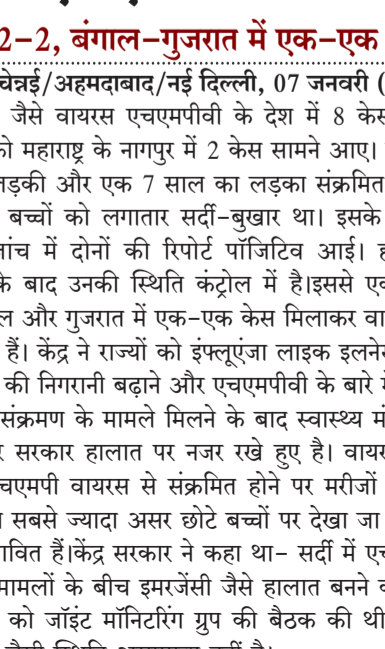 2-2, बंगाल-गुजरात में एक-एक
चेन्नई/अहमदाबाद/नई दिल्ली, 07 जनवरी (
जैसे वायरस एचएमपीवी के देश में 8 केस
को महाराष्ट्र के नागपुर में 2 केस सामने आए।
लड़की और एक 7 साल का लड़का संक्रमित
बच्चों को लगातार सर्दी-बुखार था। इसके
जांच में दोनों की रिपोर्ट पॉजिटिव आई।
के बाद उनकी स्थिति कंट्रोल में है।इससे
और गुजरात में एक-एक केस मिलाकर
हैं। केंद्र ने राज्यों को इंफ्लूएंजा लाइक इलनेस
की निगरानी बढ़ाने और एचएमपीवी के बारे
संक्रमण के मामले मिलने के बाद स्वास्थ्य
सरकार हालात पर नजर रखे हुए है।
से संक्रमित होने पर मरीजों
सबसे ज्यादा असर छोटे बच्चों पर देखा जा
हैं।केंद्र सरकार ने कहा था- सर्दी में
मामलों के बीच इमरजेंसी जैसे हालात बनने
को जॉइंट मॉनिटरिंग ग्रुप की बैठक की थी